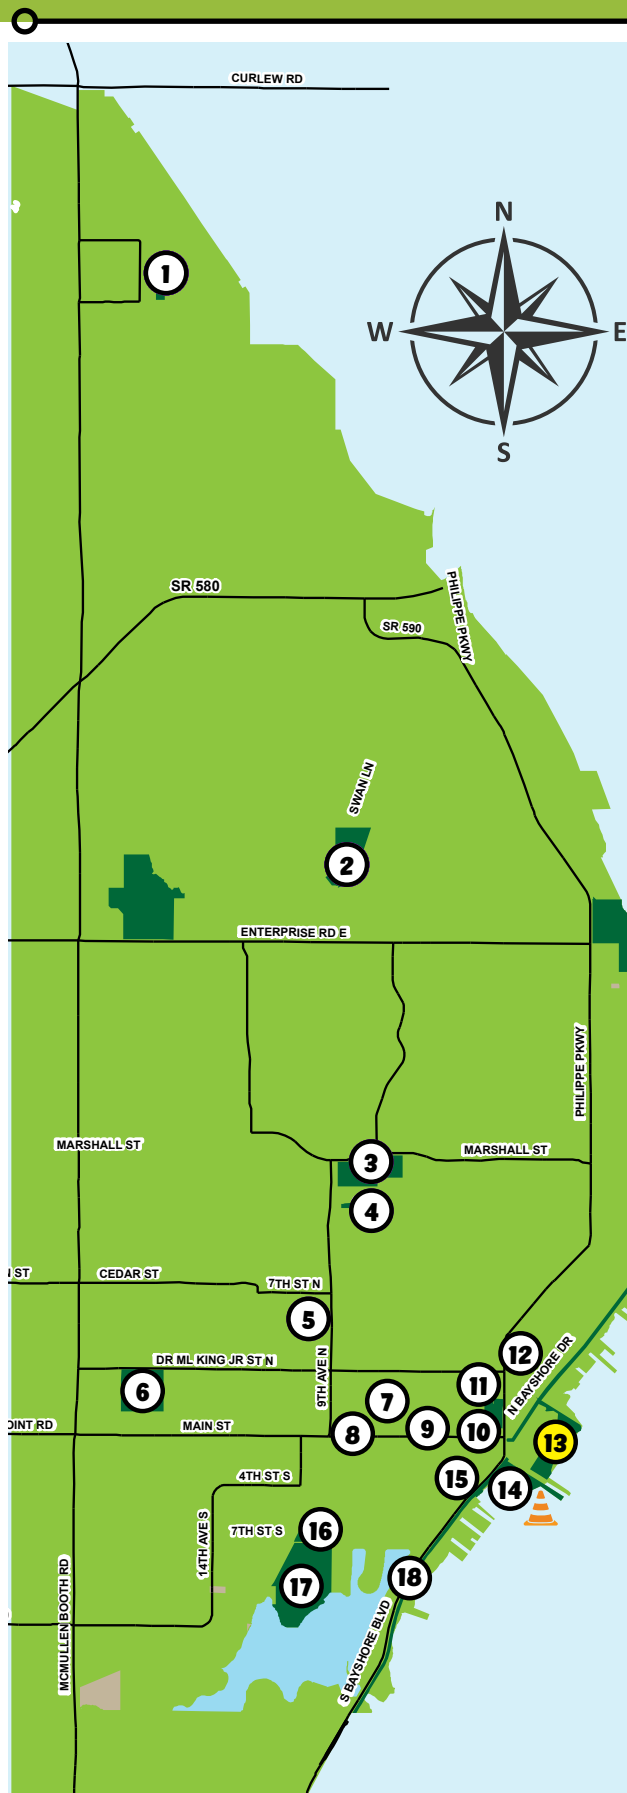 CURLEW RD
N
1
W
E
S
SR 580
PHILIPPE PKWY
SR 590
SWAN LN
2
ENTERPRISE RD E
PHILIPPE PKWY
MARSHALL ST
MARSHALL ST
3
4
N ST
CEDAR ST
7TH ST N
5
DR ML KING JR ST N
9TH AVE N
12
N BAYSHORE DR
6
11
7
OINT RD
MAIN ST
8
9
10
13
4TH ST S
15
14
14TH AVE S
7TH ST S
16
17
18
MCMULLEN BOOTH RD
S BAYSHORE BLVD